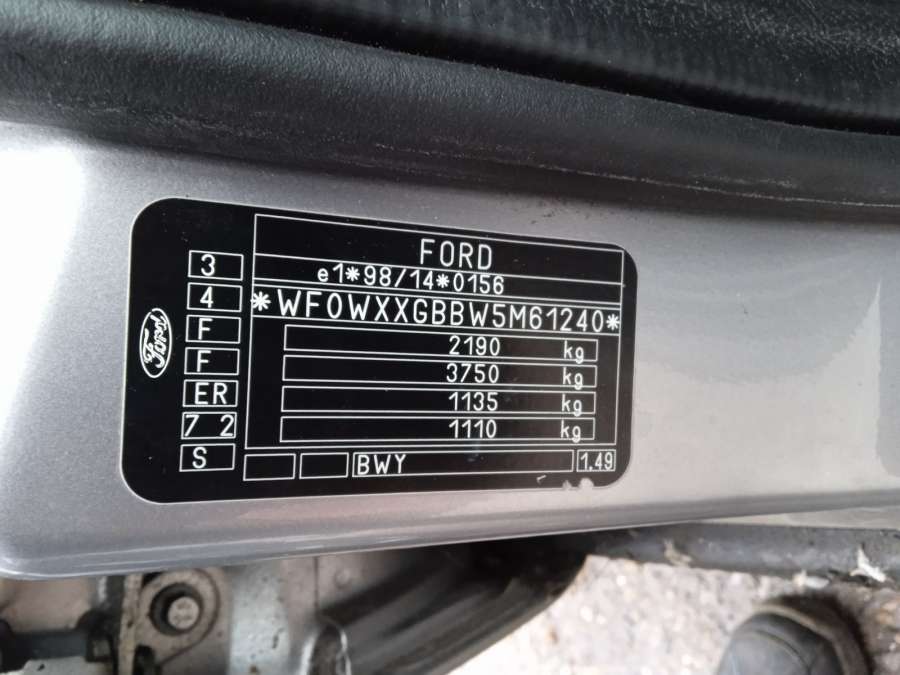 FORD
e1*98/14*0156
*WF0WXXGBBW5M61240*
2190 kg
3750 kg
1135 kg
1110 kg
BWY 1.49
3
4
F
F
ER
7 2
S
Ford